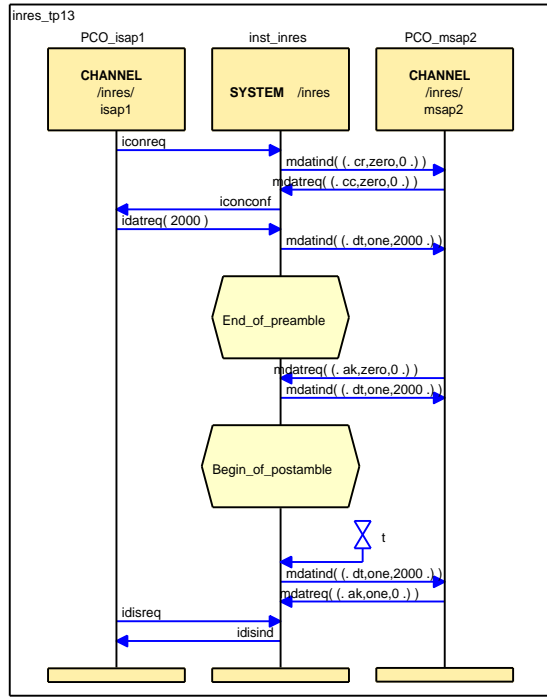 inres_tp13
PCO_isap1 inst_inres PCO_msap2
CHANNEL
/inres/
isap1
SYSTEM /inres
CHANNEL
/inres/
msap2
iconreq
mdatind( (. cr,zero,0 .) )
mdatreq( (. cc,zero,0 .) )
iconconf
idatreq( 2000 )
mdatind( (. dt,one,2000 .) )
End_of_preamble
mdatreq( (. ak,zero,0 .) )
mdatind( (. dt,one,2000 .) )
Begin_of_postamble
t
mdatind( (. dt,one,2000 .) )
mdatreq( (. ak,one,0 .) )
idisreq
idisind